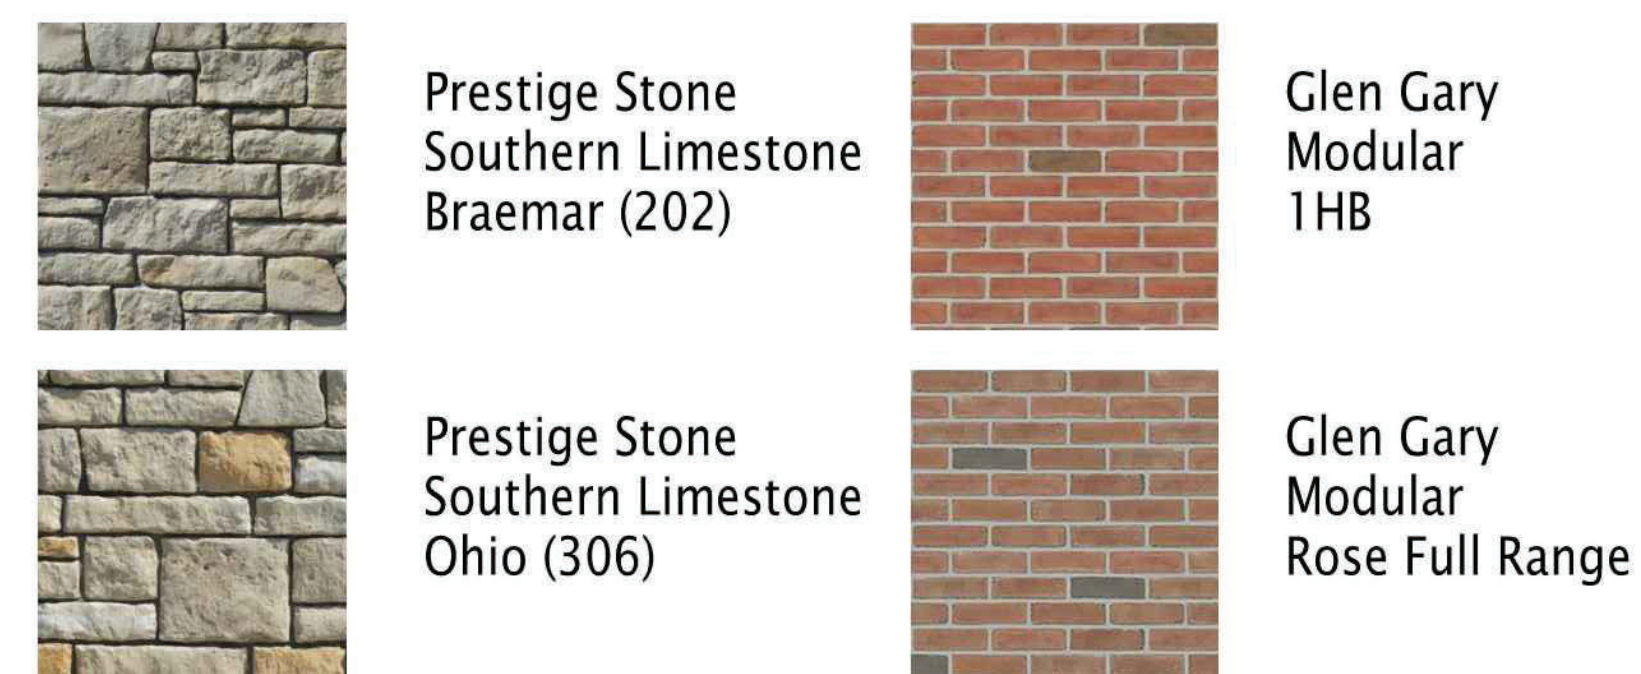 Prestige Stone
Southern Limestone
Braemar (202)
Glen Gary
Modular
1HB
Prestige Stone
Southern Limestone
Ohio (306)
Glen Gary
Modular
Rose Full Range